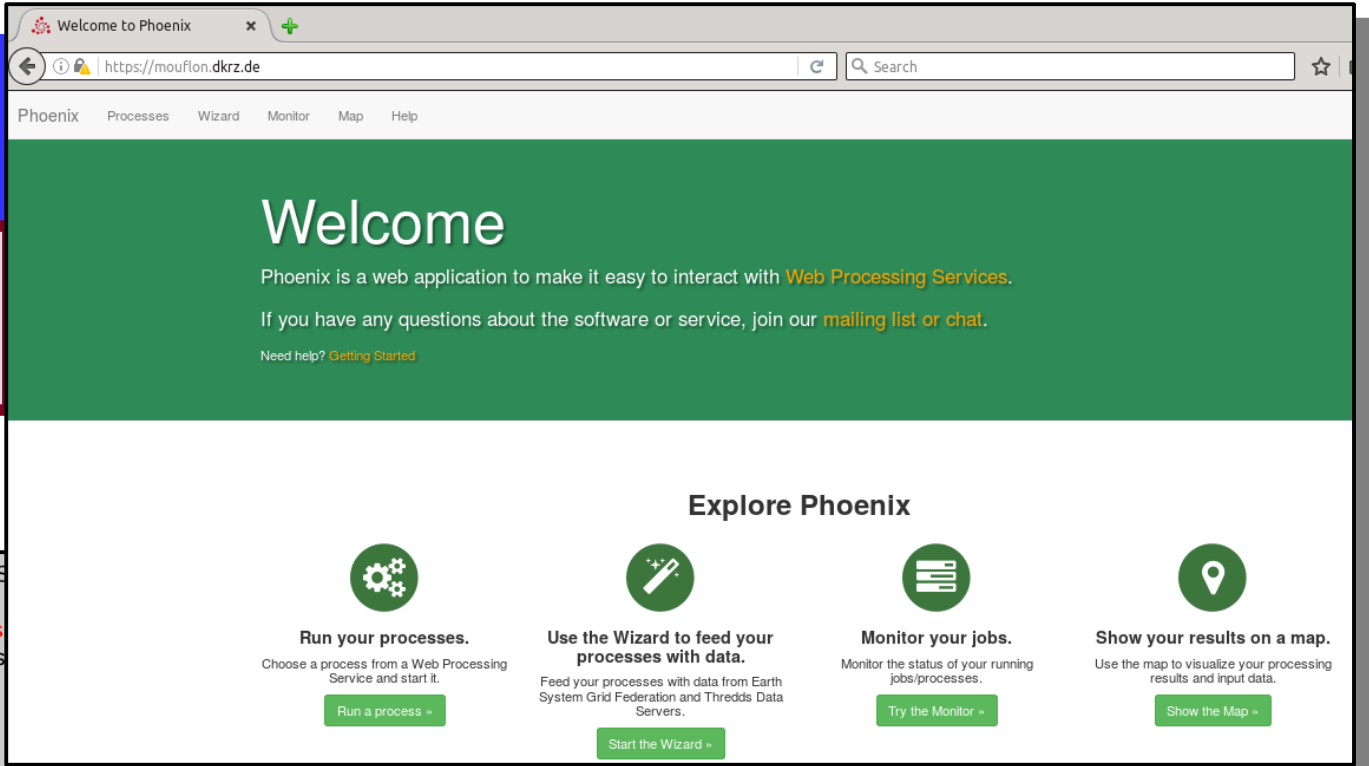 Welcome to Phoenix
https://mouflon.dkrz.de
Search
Phoenix Processes Wizard Monitor Map Help
Welcome
Phoenix is a web application to make it easy to interact with Web Processing Services.
If you have any questions about the software or service, join our mailing list or chat.
Need help? Getting Started
Explore Phoenix
Run your processes.
Choose a process from a Web Processing
Service and start it.
Run a process »
Use the Wizard to feed your
processes with data.
Feed your processes with data from Earth
System Grid Federation and Thredds Data
Servers.
Start the Wizard »
Monitor your jobs.
Monitor the status of your running
jobs/processes.
Try the Monitor »
Show your results on a map.
Use the map to visualize your processing
results and input data.
Show the Map »